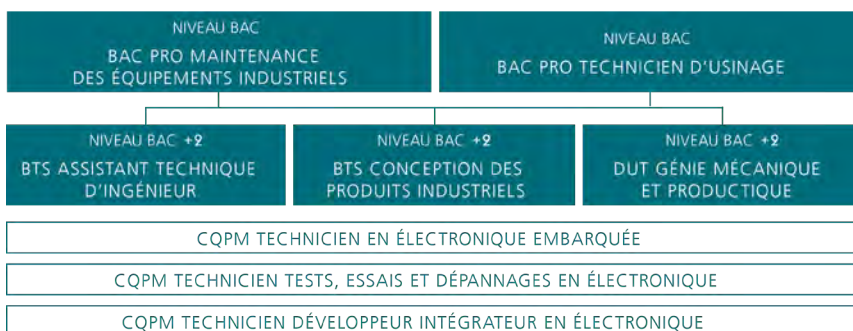 NIVEAU BAC
BAC PRO MAINTENANCE
DES ÉQUIPEMENTS INDUSTRIELS
NIVEAU BAC
BAC PRO TECHNICIEN D'USINAGE
NIVEAU BAC +2
BTS ASSISTANT TECHNIQUE
D'INGÉNIEUR
NIVEAU BAC +2
BTS CONCEPTION DES
PRODUITS INDUSTRIELS
NIVEAU BAC +2
DUT GÉNIE MÉCANIQUE
ET PRODUCTIQUE
CQPM TECHNICIEN EN ÉLECTRONIQUE EMBARQUÉE
CQPM TECHNICIEN TESTS, ESSAIS ET DÉPANNAGES EN ÉLECTRONIQUE
CQPM TECHNICIEN DÉVELOPPEUR INTÉGRATEUR EN ÉLECTRONIQUE